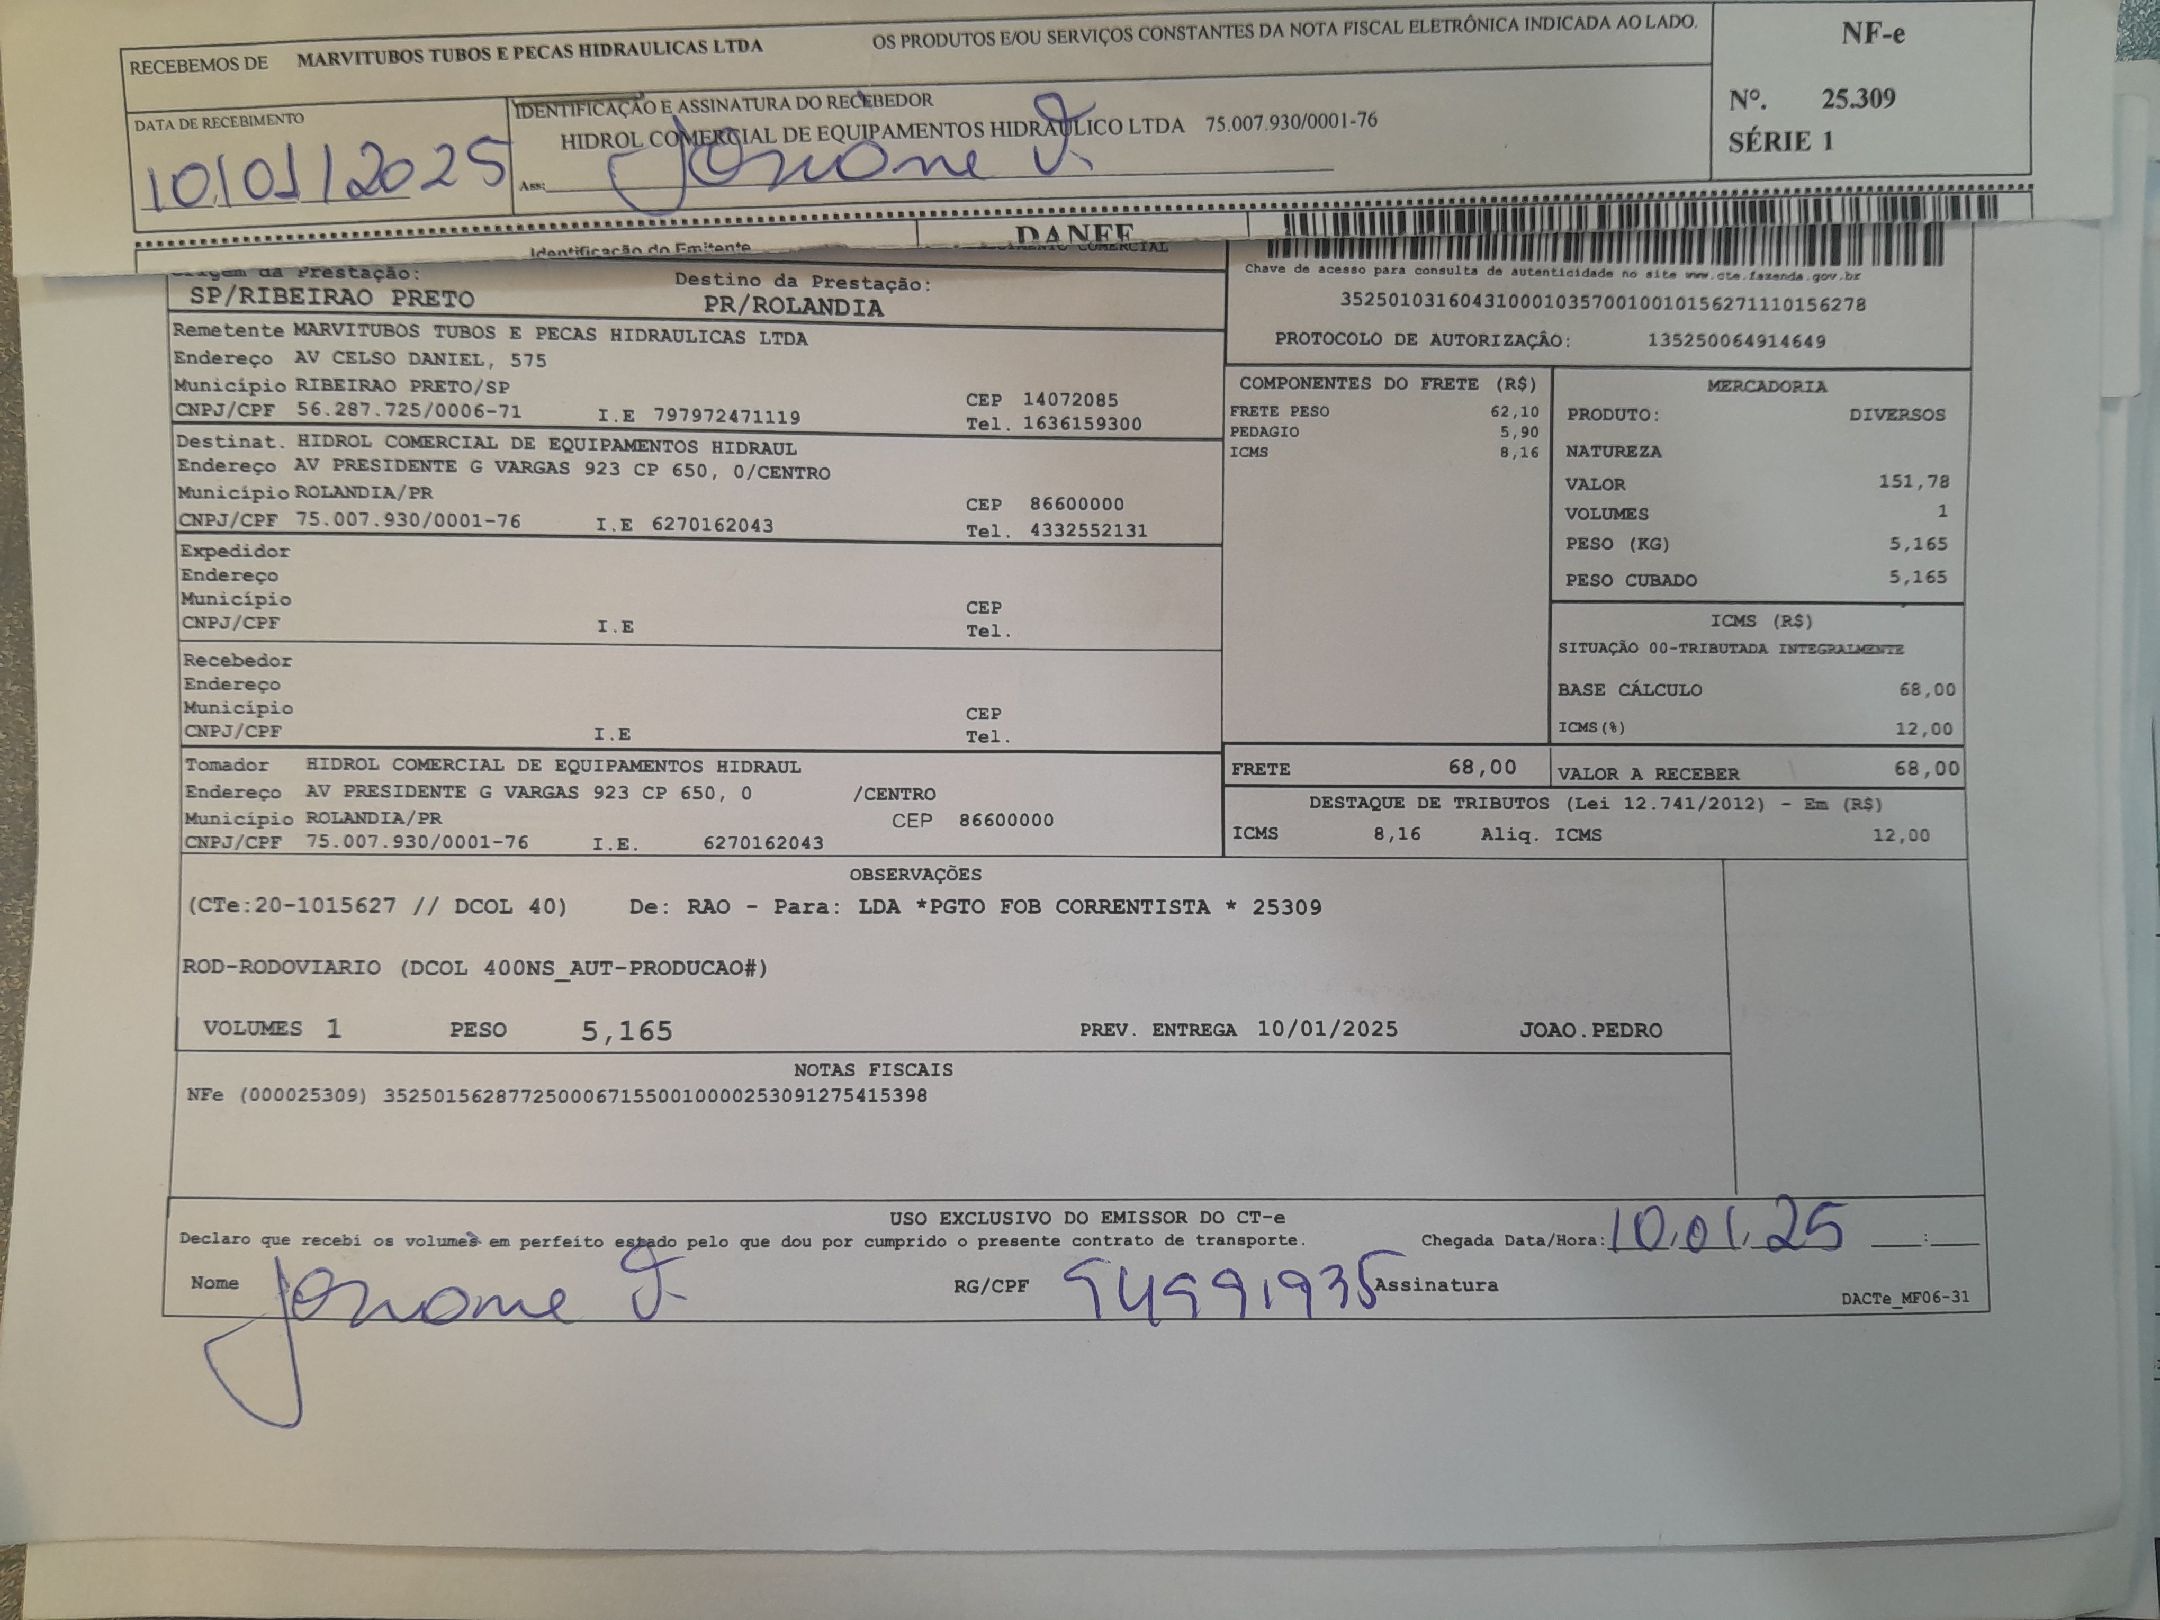 RECEBEMOS DE MARVITUBOS TUBOS E PECAS HIDRAULICAS LTDA OS PRODUTOS E/OU SERVIÇOS CONSTANTES DA NOTA FISCAL ELETRÔNICA INDICADA AO LADO.
NF-e
Nº. 25.309
SÉRIE 1
DATA DE RECEBIMENTO
10/01/2025
IDENTIFICAÇÃO E ASSINATURA DO RECEBEDOR
HIDROL COMERCIAL DE EQUIPAMENTOS HIDRAULICO LTDA 75.007.930/0001-76
Ass:
Identificação do Emitente
DANFE
Origem da Prestação:
SP/RIBEIRAO PRETO
Destino da Prestação:
PR/ROLANDIA
Chave de acesso para consulta de autenticidade no site www.cte.fazenda.gov.br
35250103160431000103570010010156271110156278
PROTOCOLO DE AUTORIZAÇÃO: 135250064914649
Remetente MARVITUBOS TUBOS E PECAS HIDRAULICAS LTDA
Endereço AV CELSO DANIEL, 575
Município RIBEIRAO PRETO/SP CEP 14072085
CNPJ/CPF 56.287.725/0006-71 I.E 797972471119 Tel. 1636159300
Destinat. HIDROL COMERCIAL DE EQUIPAMENTOS HIDRAUL
Endereço AV PRESIDENTE G VARGAS 923 CP 650, 0/CENTRO
Município ROLANDIA/PR CEP 86600000
CNPJ/CPF 75.007.930/0001-76 I.E 6270162043 Tel. 4332552131
Expedidor
Endereço
Município CEP
CNPJ/CPF I.E Tel.
Recebedor
Endereço
Município CEP
CNPJ/CPF I.E Tel.
Tomador HIDROL COMERCIAL DE EQUIPAMENTOS HIDRAUL
Endereço AV PRESIDENTE G VARGAS 923 CP 650, 0 /CENTRO
Município ROLANDIA/PR CEP 86600000
CNPJ/CPF 75.007.930/0001-76 I.E. 6270162043
COMPONENTES DO FRETE (R$)
FRETE PESO 62,10
PEDAGIO 5,90
ICMS 8,16
MERCADORIA
PRODUTO: DIVERSOS
NATUREZA
VALOR 151,78
VOLUMES 1
PESO (KG) 5,165
PESO CUBADO 5,165
ICMS (R$)
SITUAÇÃO 00-TRIBUTADA INTEGRALMENTE
BASE CÁLCULO 68,00
ICMS(%) 12,00
FRETE 68,00 VALOR A RECEBER 68,00
DESTAQUE DE TRIBUTOS (Lei 12.741/2012) - Em (R$)
ICMS 8,16 Aliq. ICMS 12,00
OBSERVAÇÕES
(CTe:20-1015627 // DCOL 40) De: RAO - Para: LDA *PGTO FOB CORRENTISTA * 25309
ROD-RODOVIARIO (DCOL 400NS_AUT-PRODUCAO#)
VOLUMES 1 PESO 5,165 PREV. ENTREGA 10/01/2025 JOAO.PEDRO
NOTAS FISCAIS
NFe (000025309) 35250156287725000671550010000253091275415398
USO EXCLUSIVO DO EMISSOR DO CT-e
Declaro que recebi os volumes em perfeito estado pelo que dou por cumprido o presente contrato de transporte. Chegada Data/Hora: 10.01.25 ___:___
Nome RG/CPF 94991935 Assinatura
DACTe_MF06-31